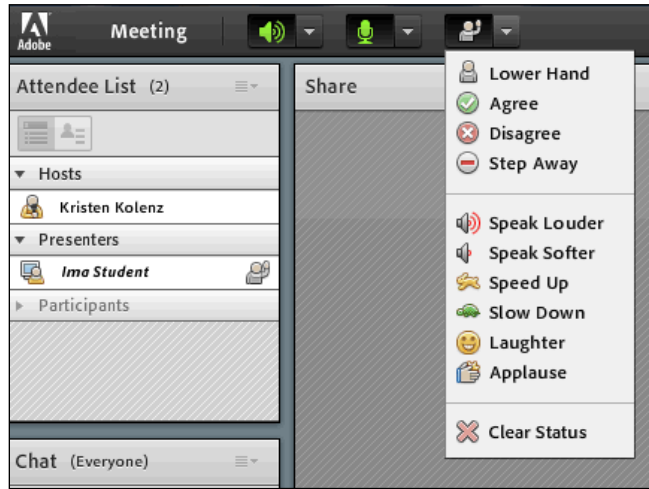 Adobe
Meeting
Attendee List (2)
Share
Hosts
Kristen Kolenz
Presenters
Ima Student
Participants
Chat (Everyone)
Lower Hand
Agree
Disagree
Step Away
Speak Louder
Speak Softer
Speed Up
Slow Down
Laughter
Applause
Clear Status